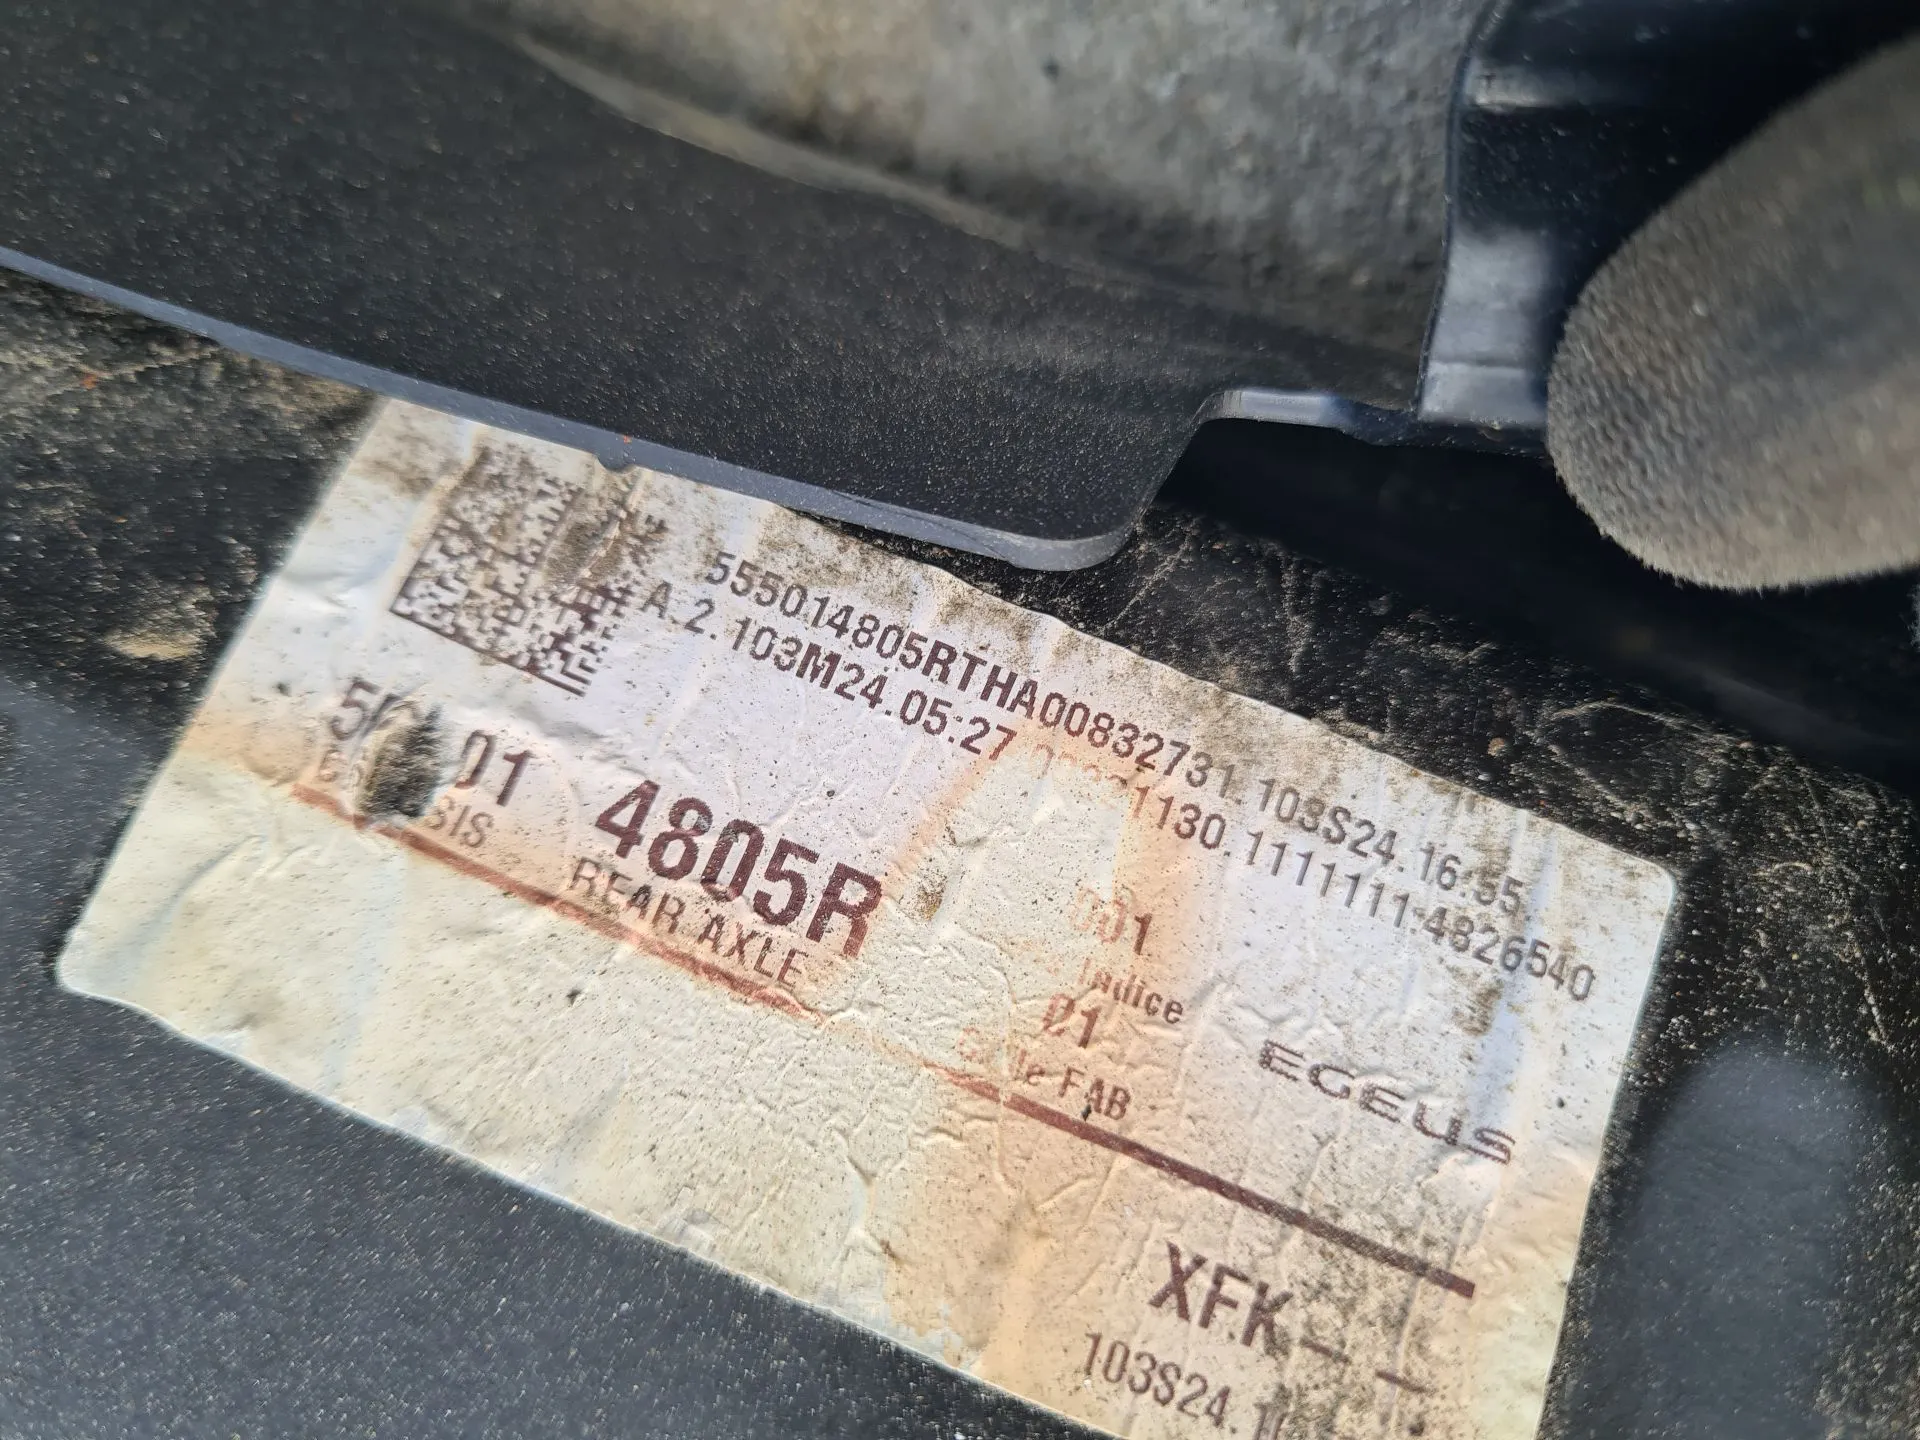 555014805RTHA00832731.103S24.16:55
A.2.103M24.05:27 1130.1111111:4826540
01 4805R 001
REAR AXLE Indice
01 EGEUS
FAB
XFK--
103S24.1